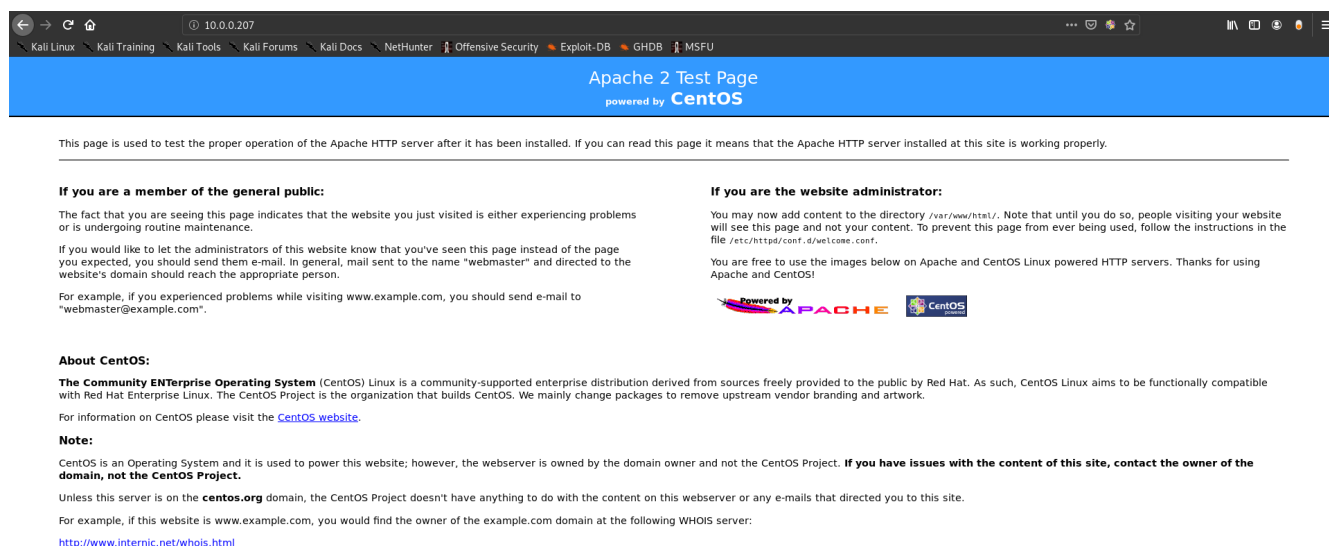 10.0.0.207
Kali Linux Kali Training Kali Tools Kali Forums Kali Docs NetHunter Offensive Security Exploit-DB GHDB MSFU
Apache 2 Test Page
powered by CentOS
This page is used to test the proper operation of the Apache HTTP server after it has been installed. If you can read this page it means that the Apache HTTP server installed at this site is working properly.
If you are a member of the general public:
The fact that you are seeing this page indicates that the website you just visited is either experiencing problems
or is undergoing routine maintenance.
If you would like to let the administrators of this website know that you've seen this page instead of the page
you expected, you should send them e-mail. In general, mail sent to the name "webmaster" and directed to the
website's domain should reach the appropriate person.
For example, if you experienced problems while visiting www.example.com, you should send e-mail to
"webmaster@example.com".
If you are the website administrator:
You may now add content to the directory /var/www/html/. Note that until you do so, people visiting your website
will see this page and not your content. To prevent this page from ever being used, follow the instructions in the
file /etc/httpd/conf.d/welcome.conf.
You are free to use the images below on Apache and CentOS Linux powered HTTP servers. Thanks for using
Apache and CentOS!
Powered by
APACHE
CentOS
powered
About CentOS:
The Community ENTerprise Operating System (CentOS) Linux is a community-supported enterprise distribution derived from sources freely provided to the public by Red Hat. As such, CentOS Linux aims to be functionally compatible
with Red Hat Enterprise Linux. The CentOS Project is the organization that builds CentOS. We mainly change packages to remove upstream vendor branding and artwork.
For information on CentOS please visit the CentOS website.
Note:
CentOS is an Operating System and it is used to power this website; however, the webserver is owned by the domain owner and not the CentOS Project. If you have issues with the content of this site, contact the owner of the
domain, not the CentOS Project.
Unless this server is on the centos.org domain, the CentOS Project doesn't have anything to do with the content on this webserver or any e-mails that directed you to this site.
For example, if this website is www.example.com, you would find the owner of the example.com domain at the following WHOIS server:
http://www.internic.net/whois.html